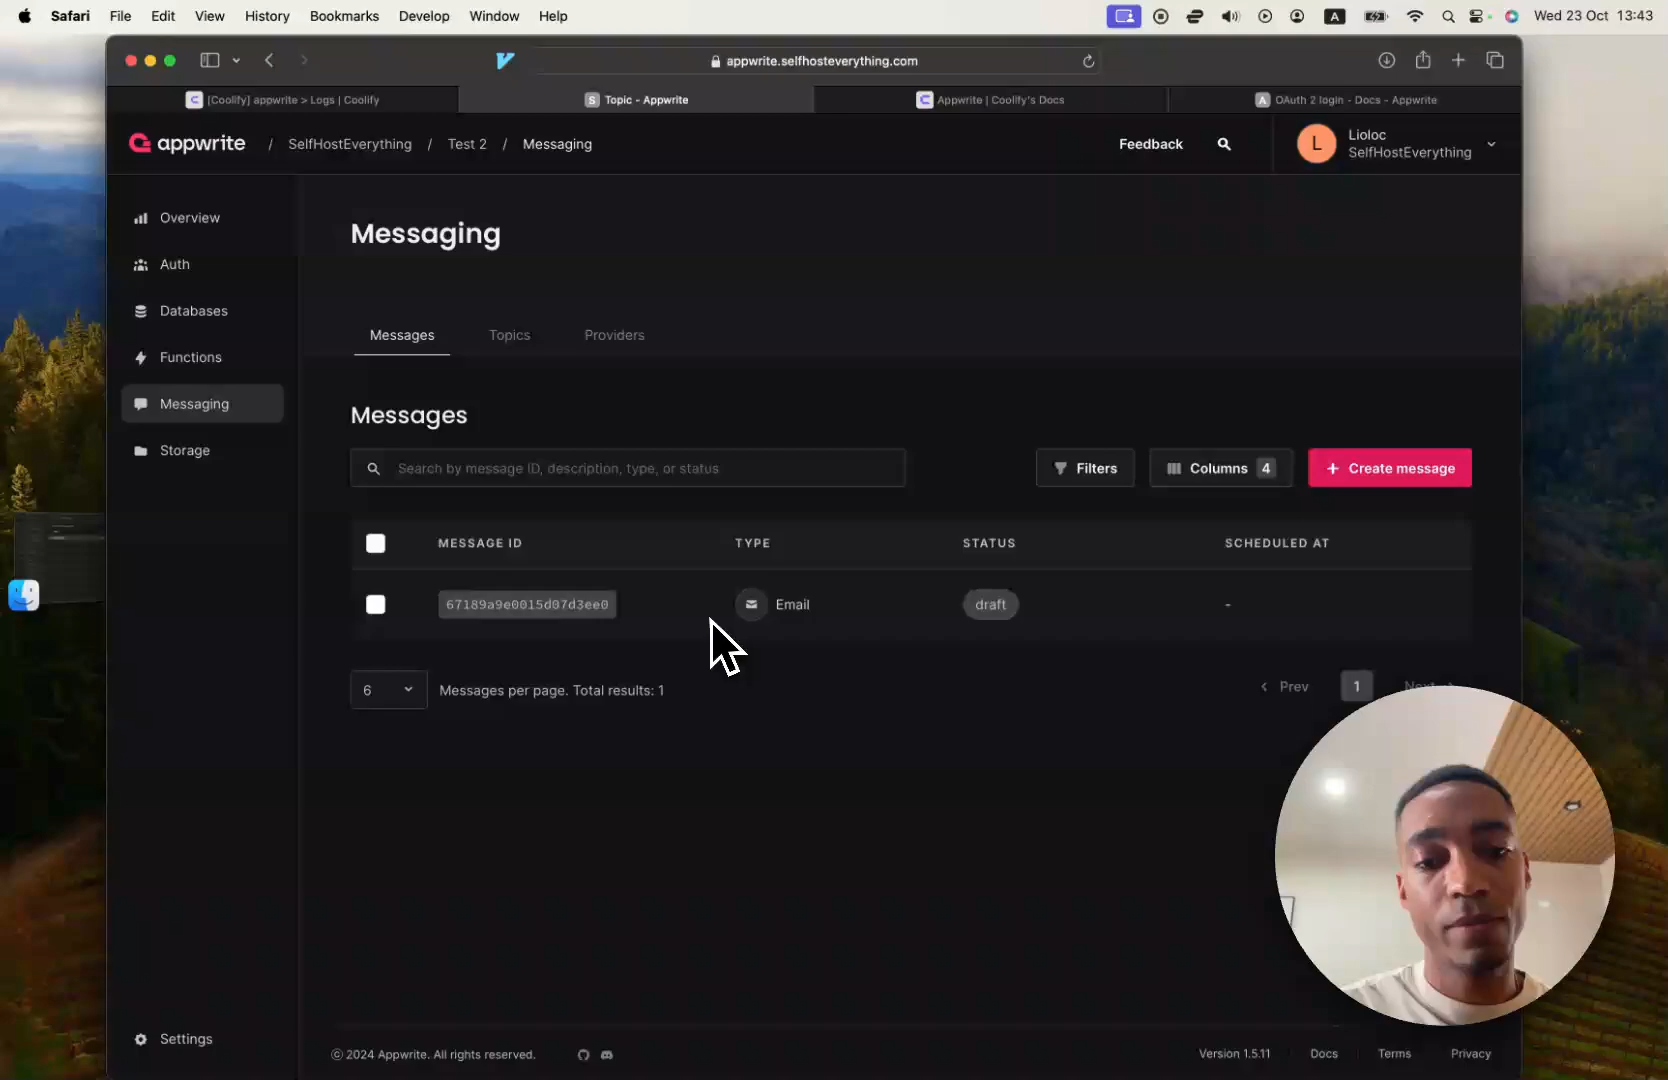 Safari File Edit View History Bookmarks Develop Window Help A Wed 23 Oct 13:43
appwrite.selfhosteverything.com
[Coolify] appwrite > Logs | Coolify
Topic - Appwrite
Appwrite | Coolify's Docs
OAuth 2 login - Docs - Appwrite
appwrite / SelfHostEverything / Test 2 / Messaging
Feedback
L
Lioloc
SelfHostEverything
Overview
Auth
Databases
Functions
Messaging
Storage
Settings
Messaging
Messages Topics Providers
Messages
Search by message ID, description, type, or status
Filters
Columns 4
+ Create message
MESSAGE ID TYPE STATUS SCHEDULED AT
67189a9e0015d07d3ee0 Email draft -
6 Messages per page. Total results: 1
Prev 1 Next
© 2024 Appwrite. All rights reserved.
Version 1.5.11 Docs Terms Privacy